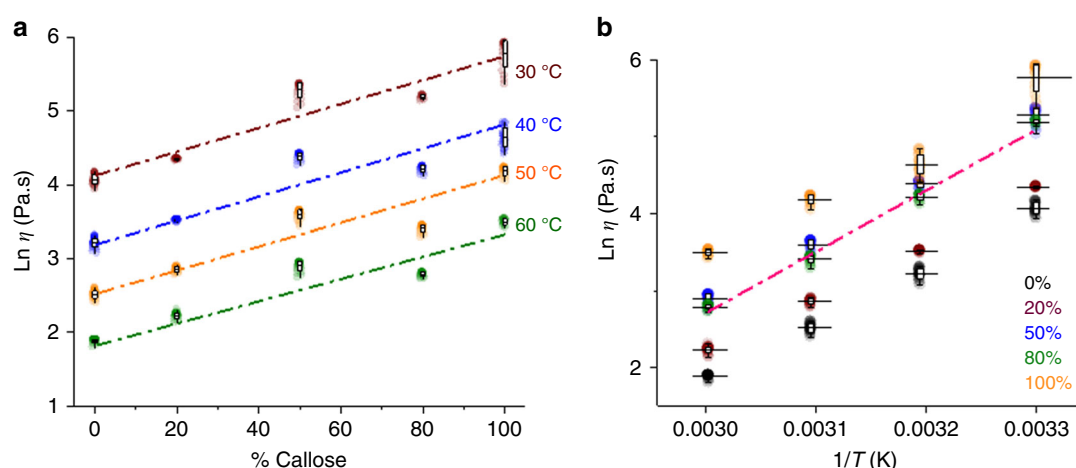 a
Ln η (Pa.s)
6
5
4
3
2
1
0
20
40
60
80
100
% Callose
30 °C
40 °C
50 °C
60 °C
b
Ln η (Pa.s)
6
4
2
0.0030
0.0031
0.0032
0.0033
1/T (K)
0%
20%
50%
80%
100%